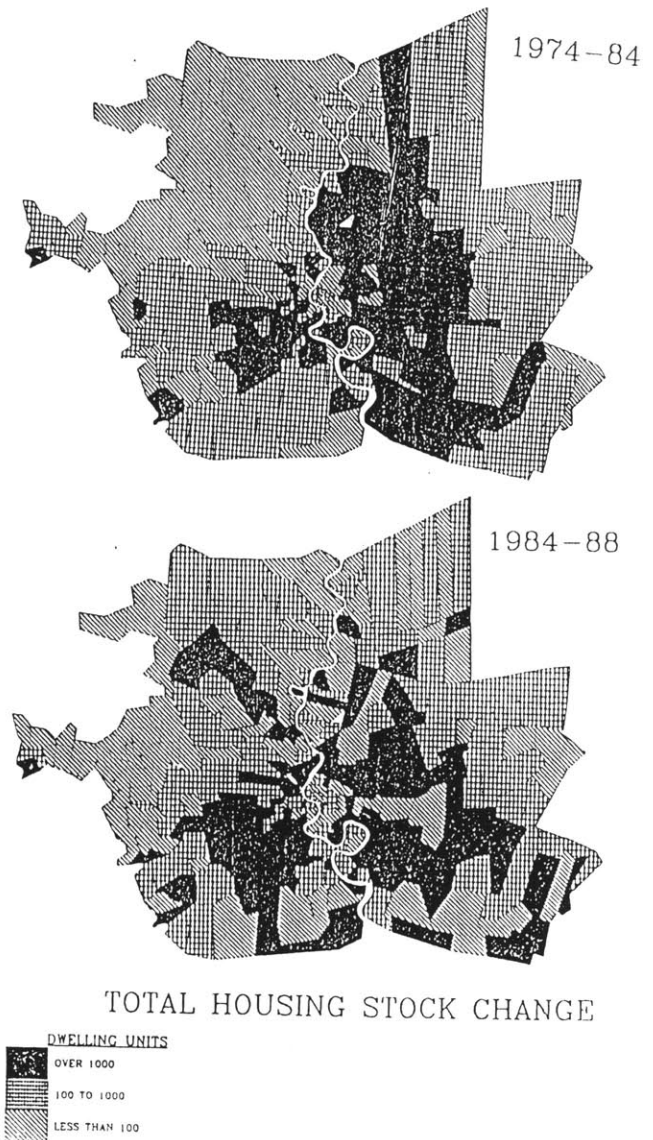 1974-84
1984-88
TOTAL HOUSING STOCK CHANGE
DWELLING UNITS
OVER 1000
100 TO 1000
LESS THAN 100